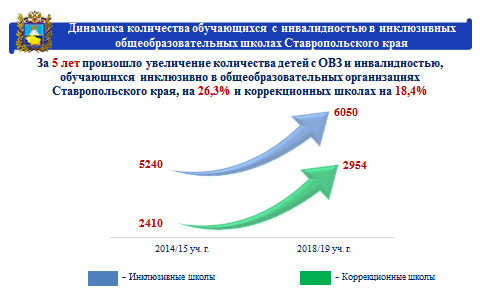 Динамика количества обучающихся с инвалидностью в инклюзивных
общеобразовательных школах Ставропольского края
За 5 лет произошло увеличение количества детей с ОВЗ и инвалидностью,
обучающихся инклюзивно в общеобразовательных организациях
Ставропольского края, на 26,3% и коррекционных школах на 18,4%
6050
5240
2954
2410
2014/15 уч. г.
2018/19 уч. г.
– Инклюзивные школы
– Коррекционные школы